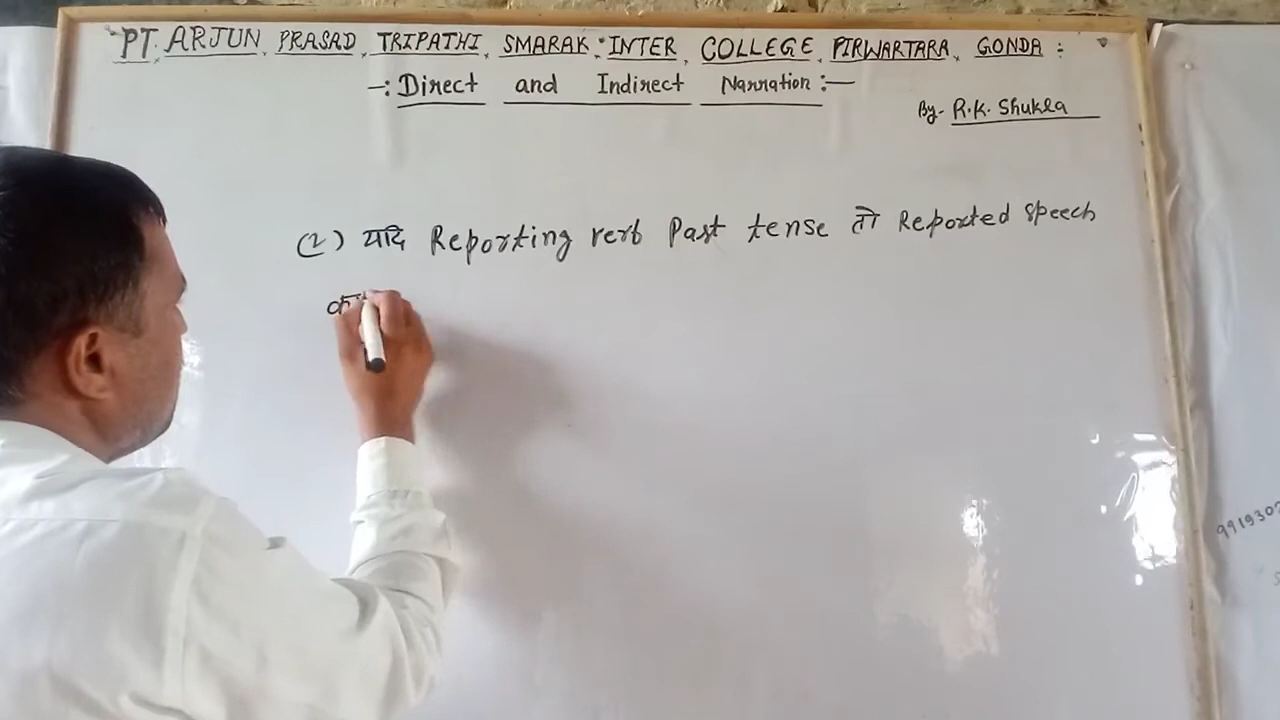 PT. ARJUN, PRASAD, TRIPATHI, SMARAK INTER, COLLEGE, PIRWARTARA, GONDA :
-: Direct and Indirect Narration :-
By- R.K. Shukla
(2) यदि Reporting verb Past tense तो Reported speech
991930